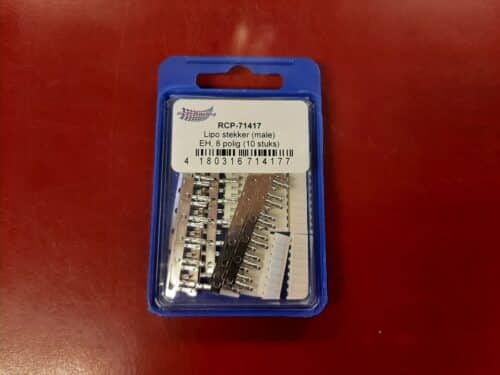 RCP-71417
Lipo stekker (male)
EH, 8 polig (10 stuks)
4 180316 714177